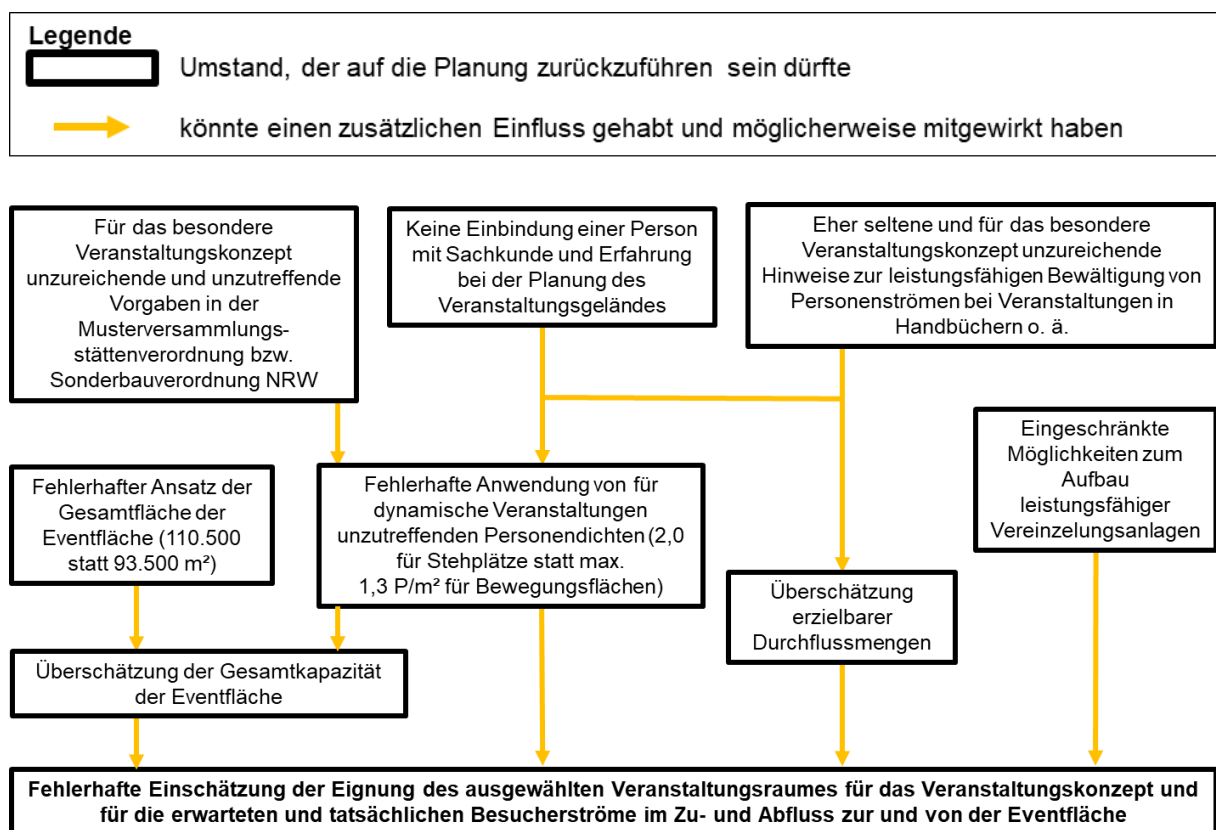 Legende
Umstand, der auf die Planung zurückzuführen sein dürfte
könnte einen zusätzlichen Einfluss gehabt und möglicherweise mitgewirkt haben
Für das besondere
Veranstaltungskonzept
unzureichende und unzutreffende
Vorgaben in der
Musterversammlungs-
stättenverordnung bzw.
Sonderbauverordnung NRW
Keine Einbindung einer Person
mit Sachkunde und Erfahrung
bei der Planung des
Veranstaltungsgeländes
Eher seltene und für das besondere
Veranstaltungskonzept unzureichende
Hinweise zur leistungsfähigen Bewältigung von
Personenströmen bei Veranstaltungen in
Handbüchern o. ä.
Fehlerhafter Ansatz der
Gesamtfläche der
Eventfläche (110.500
statt 93.500 m²)
Fehlerhafte Anwendung von für
dynamische Veranstaltungen
unzutreffenden Personendichten (2,0
für Stehplätze statt max.
1,3 P/m² für Bewegungsflächen)
Eingeschränkte
Möglichkeiten zum
Aufbau
leistungsfähiger
Vereinzelungsanlagen
Überschätzung
erzielbarer
Durchflussmengen
Überschätzung der Gesamtkapazität
der Eventfläche
Fehlerhafte Einschätzung der Eignung des ausgewählten Veranstaltungsraumes für das Veranstaltungskonzept und
für die erwarteten und tatsächlichen Besucherströme im Zu- und Abfluss zur und von der Eventfläche